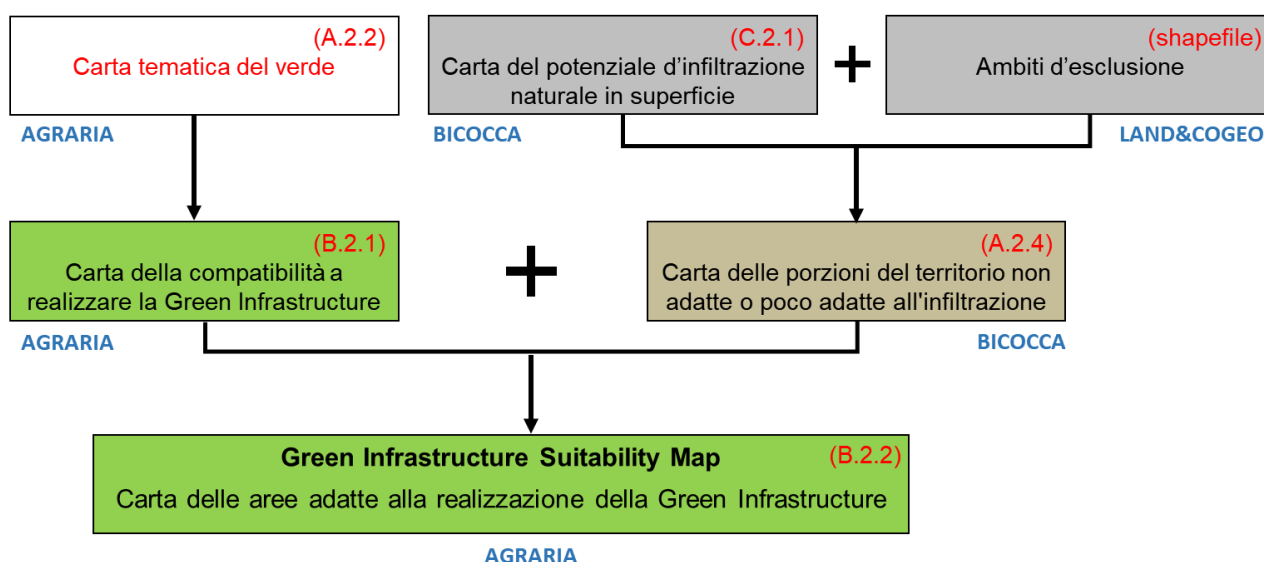 (A.2.2)
Carta tematica del verde
AGRARIA
(C.2.1)
Carta del potenziale d'infiltrazione
naturale in superficie
BICOCCA
+
(shapefile)
Ambiti d'esclusione
LAND&COGEO
(B.2.1)
Carta della compatibilità a
realizzare la Green Infrastructure
AGRARIA
+
(A.2.4)
Carta delle porzioni del territorio non
adatte o poco adatte all'infiltrazione
BICOCCA
Green Infrastructure Suitability Map (B.2.2)
Carta delle aree adatte alla realizzazione della Green Infrastructure
AGRARIA